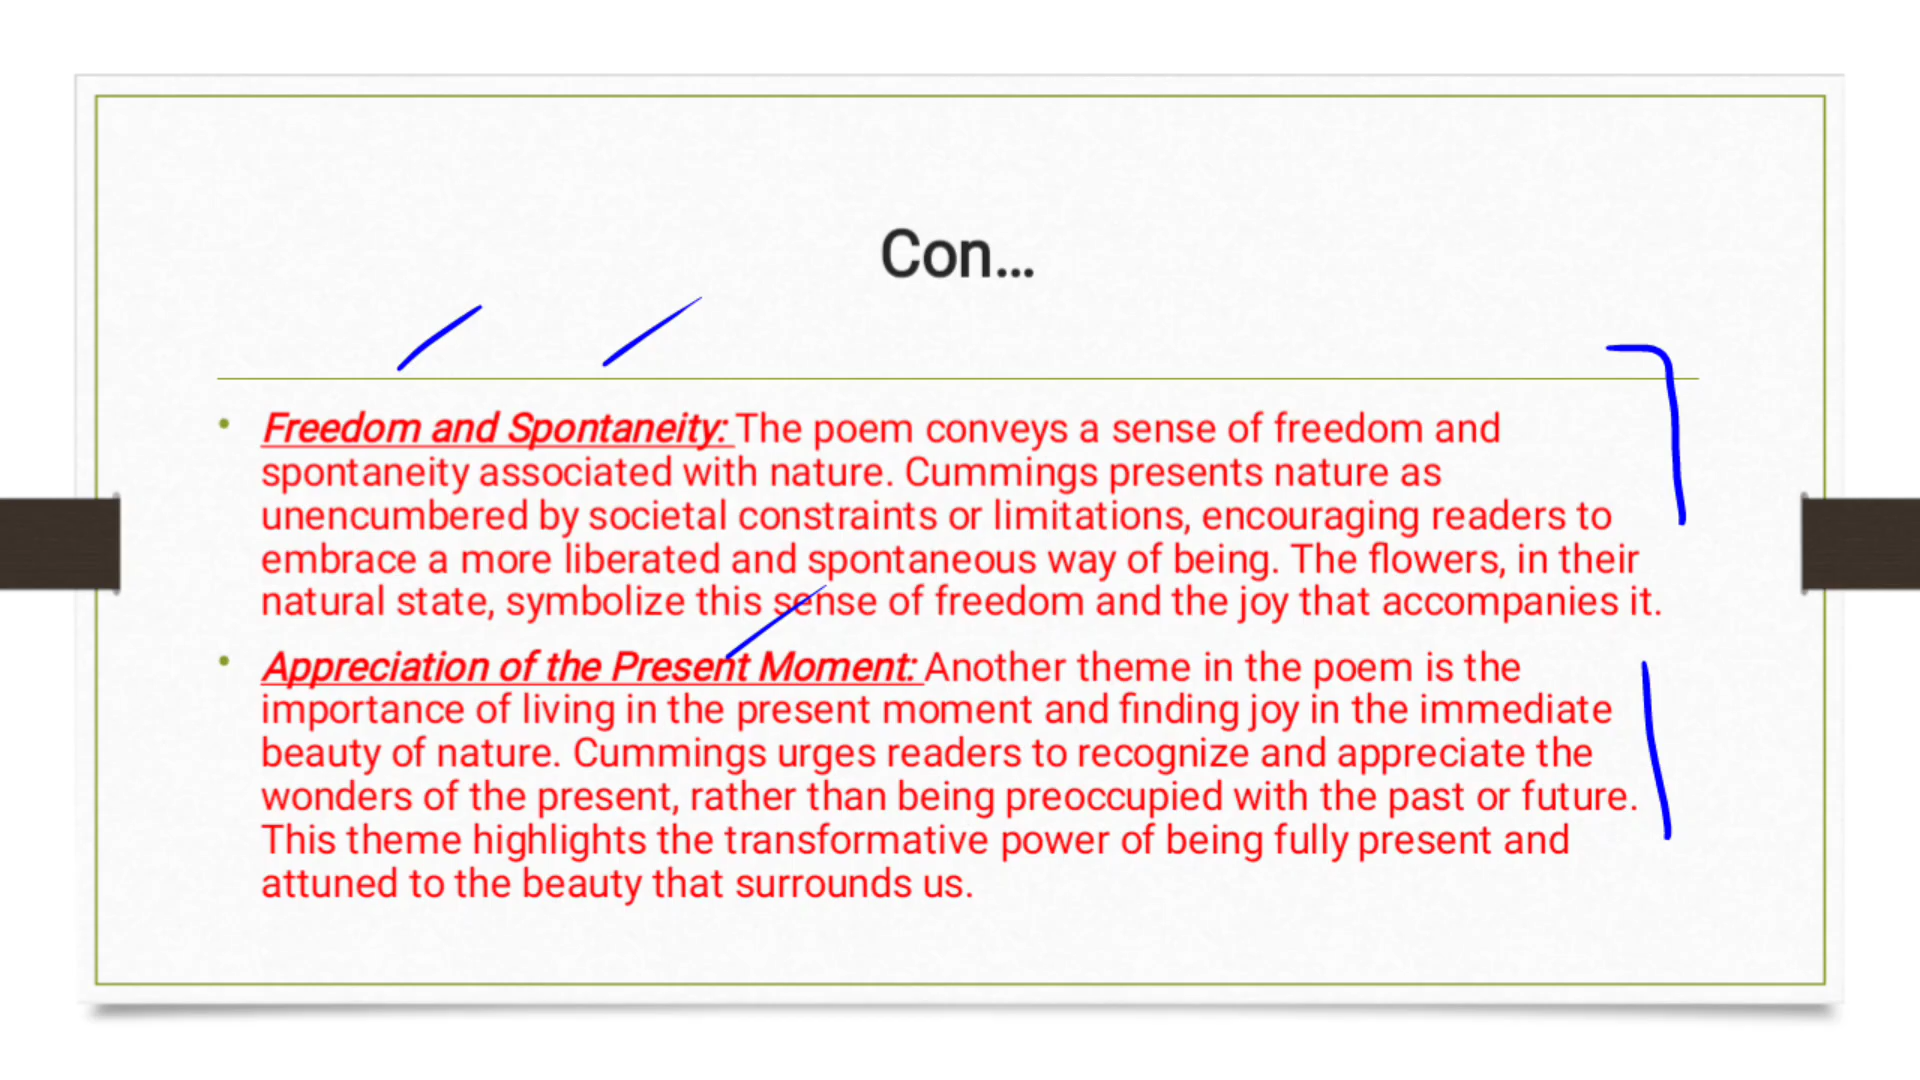 Con...
• Freedom and Spontaneity: The poem conveys a sense of freedom and
spontaneity associated with nature. Cummings presents nature as
unencumbered by societal constraints or limitations, encouraging readers to
embrace a more liberated and spontaneous way of being. The flowers, in their
natural state, symbolize this sense of freedom and the joy that accompanies it.
• Appreciation of the Present Moment: Another theme in the poem is the
importance of living in the present moment and finding joy in the immediate
beauty of nature. Cummings urges readers to recognize and appreciate the
wonders of the present, rather than being preoccupied with the past or future.
This theme highlights the transformative power of being fully present and
attuned to the beauty that surrounds us.